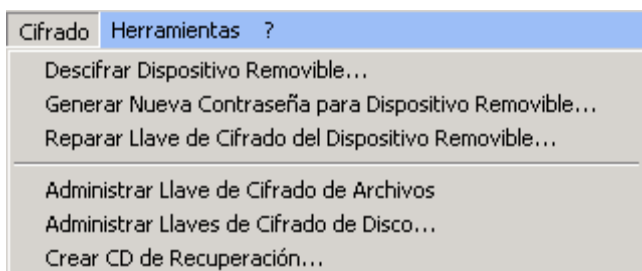 Cifrado Herramientas ?
Descifrar Dispositivo Removible...
Generar Nueva Contraseña para Dispositivo Removible...
Reparar Llave de Cifrado del Dispositivo Removible...
Administrar Llave de Cifrado de Archivos
Administrar Llaves de Cifrado de Disco...
Crear CD de Recuperación...